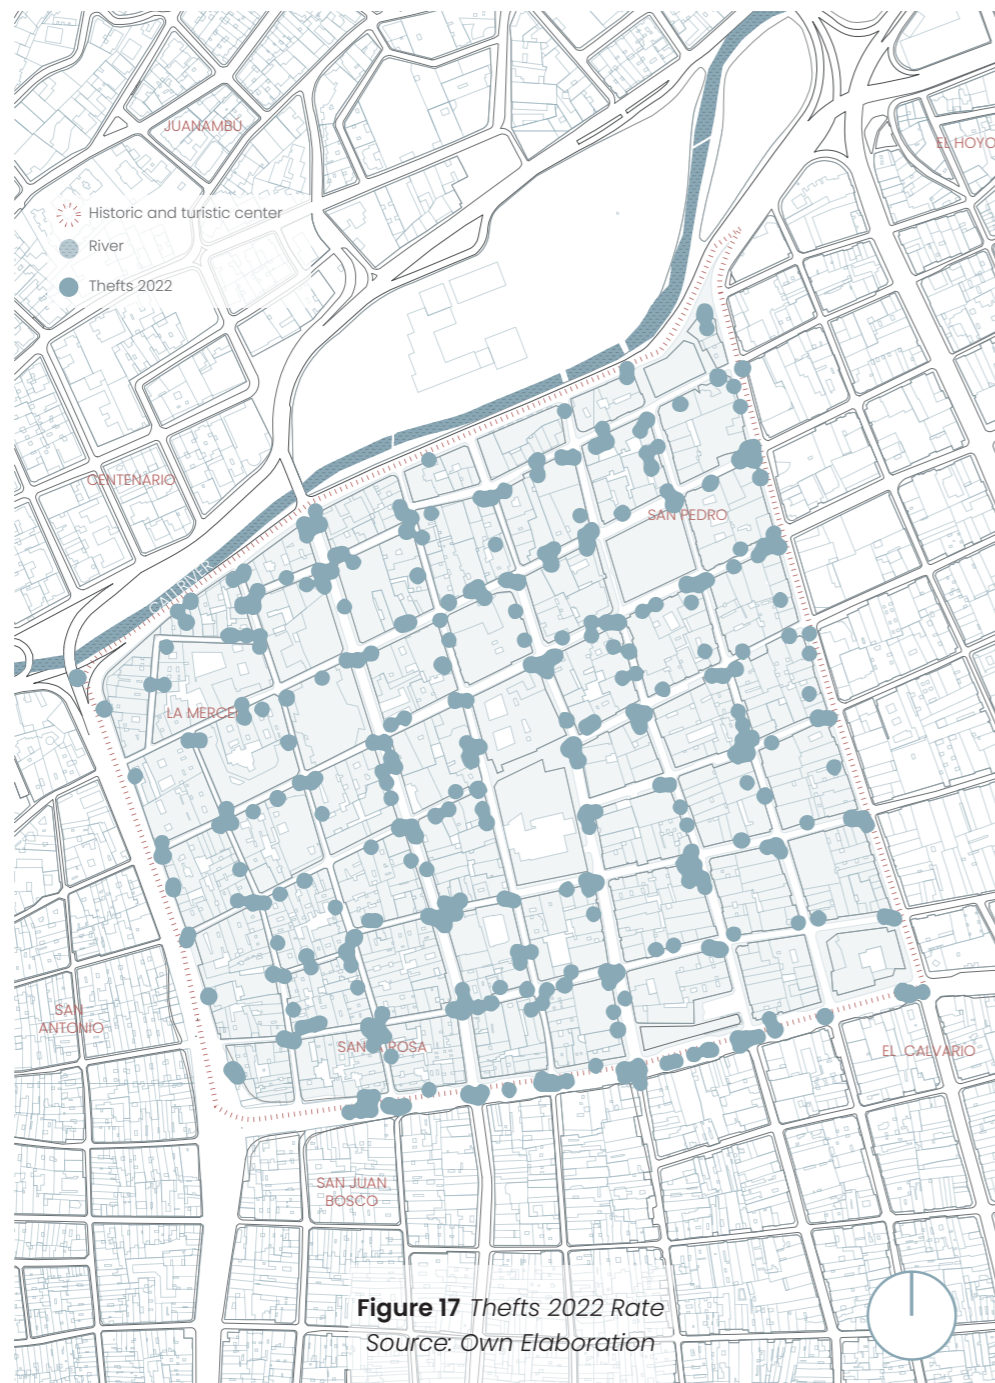 JUANAMBÚ
EL HOYO
Historic and turistic center
River
Thefts 2022
CENTENARIO
SAN PEDRO
CALI RIVER
LA MERCED
SAN
ANTONIO
SANTA ROSA
EL CALVARIO
SAN JUAN
BOSCO
Figure 17 Thefts 2022 Rate
Source: Own Elaboration